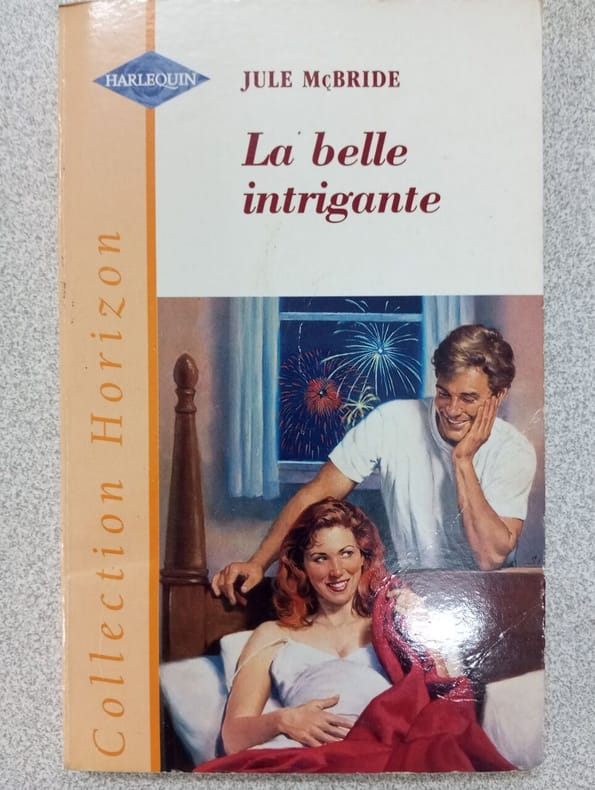 HARLEQUIN
JULE McBRIDE
La belle
intrigante
Collection Horizon